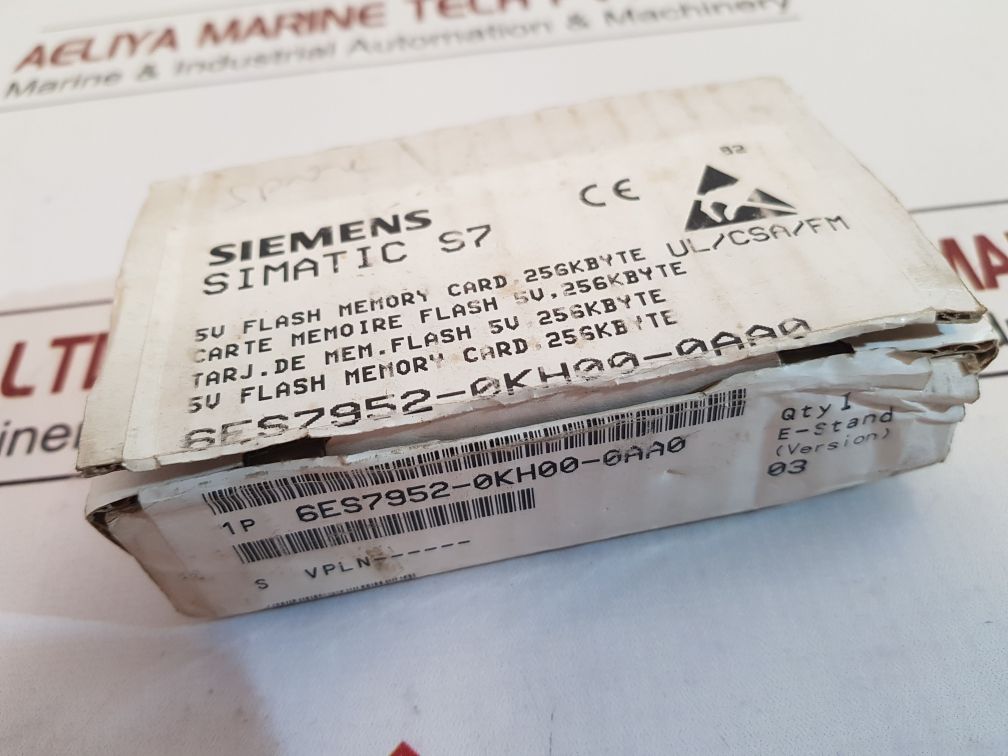 AELIYA MARINE TECH
Marine & Industrial Automation & Machinery
Spare
92
CE
SIEMENS
SIMATIC S7
UL/CSA/FM
5V FLASH MEMORY CARD,256KBYTE
CARTE MEMOIRE FLASH 5V,256KBYTE
TARJ.DE MEM.FLASH 5V 256KBYTE
5V FLASH MEMORY CARD,256KBYTE
6ES7952-0KH00-0AA0
1P 6ES7952-0KH00-0AA0
Qty 1
E-Stand
(Version)
03
S VPLN------